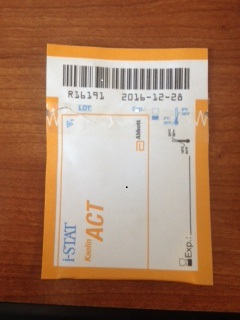 R16191 2016-12-28
LOT
Abbott
i-STAT®
Kaolin
ACT
Exp.: